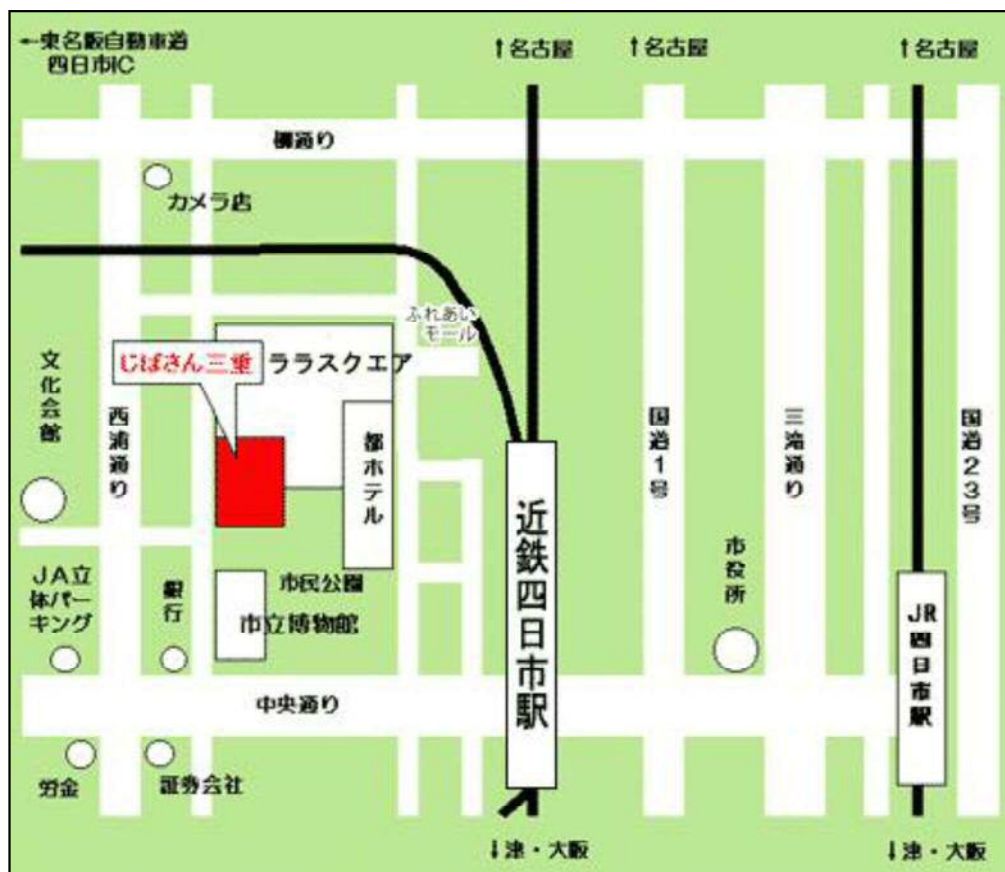 ←東名阪自動車道
四日市IC
↑名古屋
↑名古屋
↑名古屋
柳通り
カメラ店
ふれあい
モール
じばさん三重
ララスクエア
文化会館
西浦通り
都ホテル
国道1号
三滝通り
国道23号
近鉄四日市駅
市役所
JA立
体パー
キング
銀行
市民公園
市立博物館
JR四日市駅
中央通り
労金
証券会社
↓津・大阪
↓津・大阪